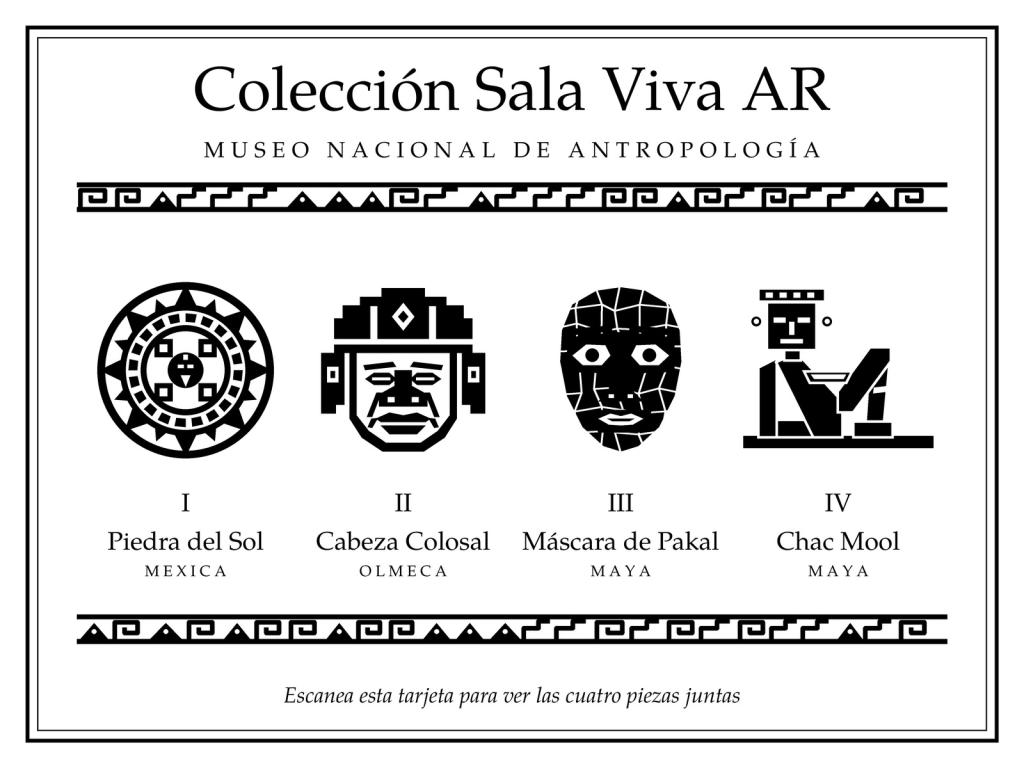 Colección Sala Viva AR
MUSEO NACIONAL DE ANTROPOLOGÍA
I II III IV
Piedra del Sol Cabeza Colosal Máscara de Pakal Chac Mool
MEXICA OLMECA MAYA MAYA
Escanea esta tarjeta para ver las cuatro piezas juntas